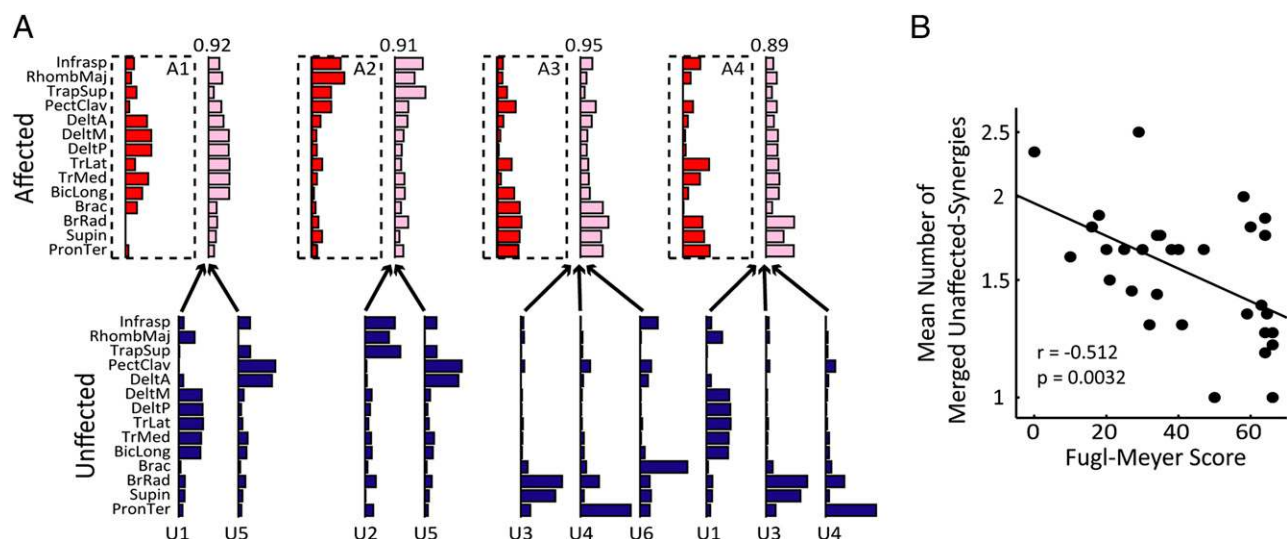 A
B
0.92 0.91 0.95 0.89
A1 A2 A3 A4
Affected
Infrasp
RhombMaj
TrapSup
PectClav
DeltA
DeltM
DeltP
TrLat
TrMed
BicLong
Brac
BrRad
Supin
PronTer
Unffected
Infrasp
RhombMaj
TrapSup
PectClav
DeltA
DeltM
DeltP
TrLat
TrMed
BicLong
Brac
BrRad
Supin
PronTer
U1 U5 U2 U5 U3 U4 U6 U1 U3 U4
Mean Number of
Merged Unaffected-Synergies
2.5
2
1.5
1
r = -0.512
p = 0.0032
0 20 40 60
Fugl-Meyer Score